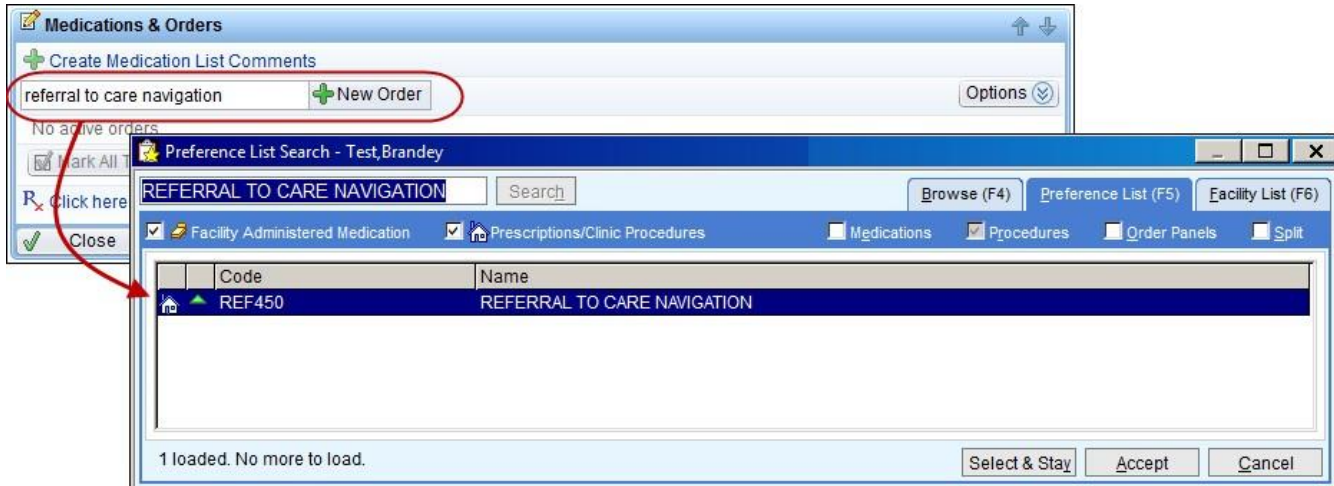 Medications & Orders
Create Medication List Comments
referral to care navigation New Order Options
No active orders
Mark All T
Rx Click here
Close
Preference List Search - Test,Brandey
REFERRAL TO CARE NAVIGATION Search Browse (F4) Preference List (F5) Facility List (F6)
Facility Administered Medication Prescriptions/Clinic Procedures Medications Procedures Order Panels Split
Code Name
REF450 REFERRAL TO CARE NAVIGATION
1 loaded. No more to load. Select & Stay Accept Cancel